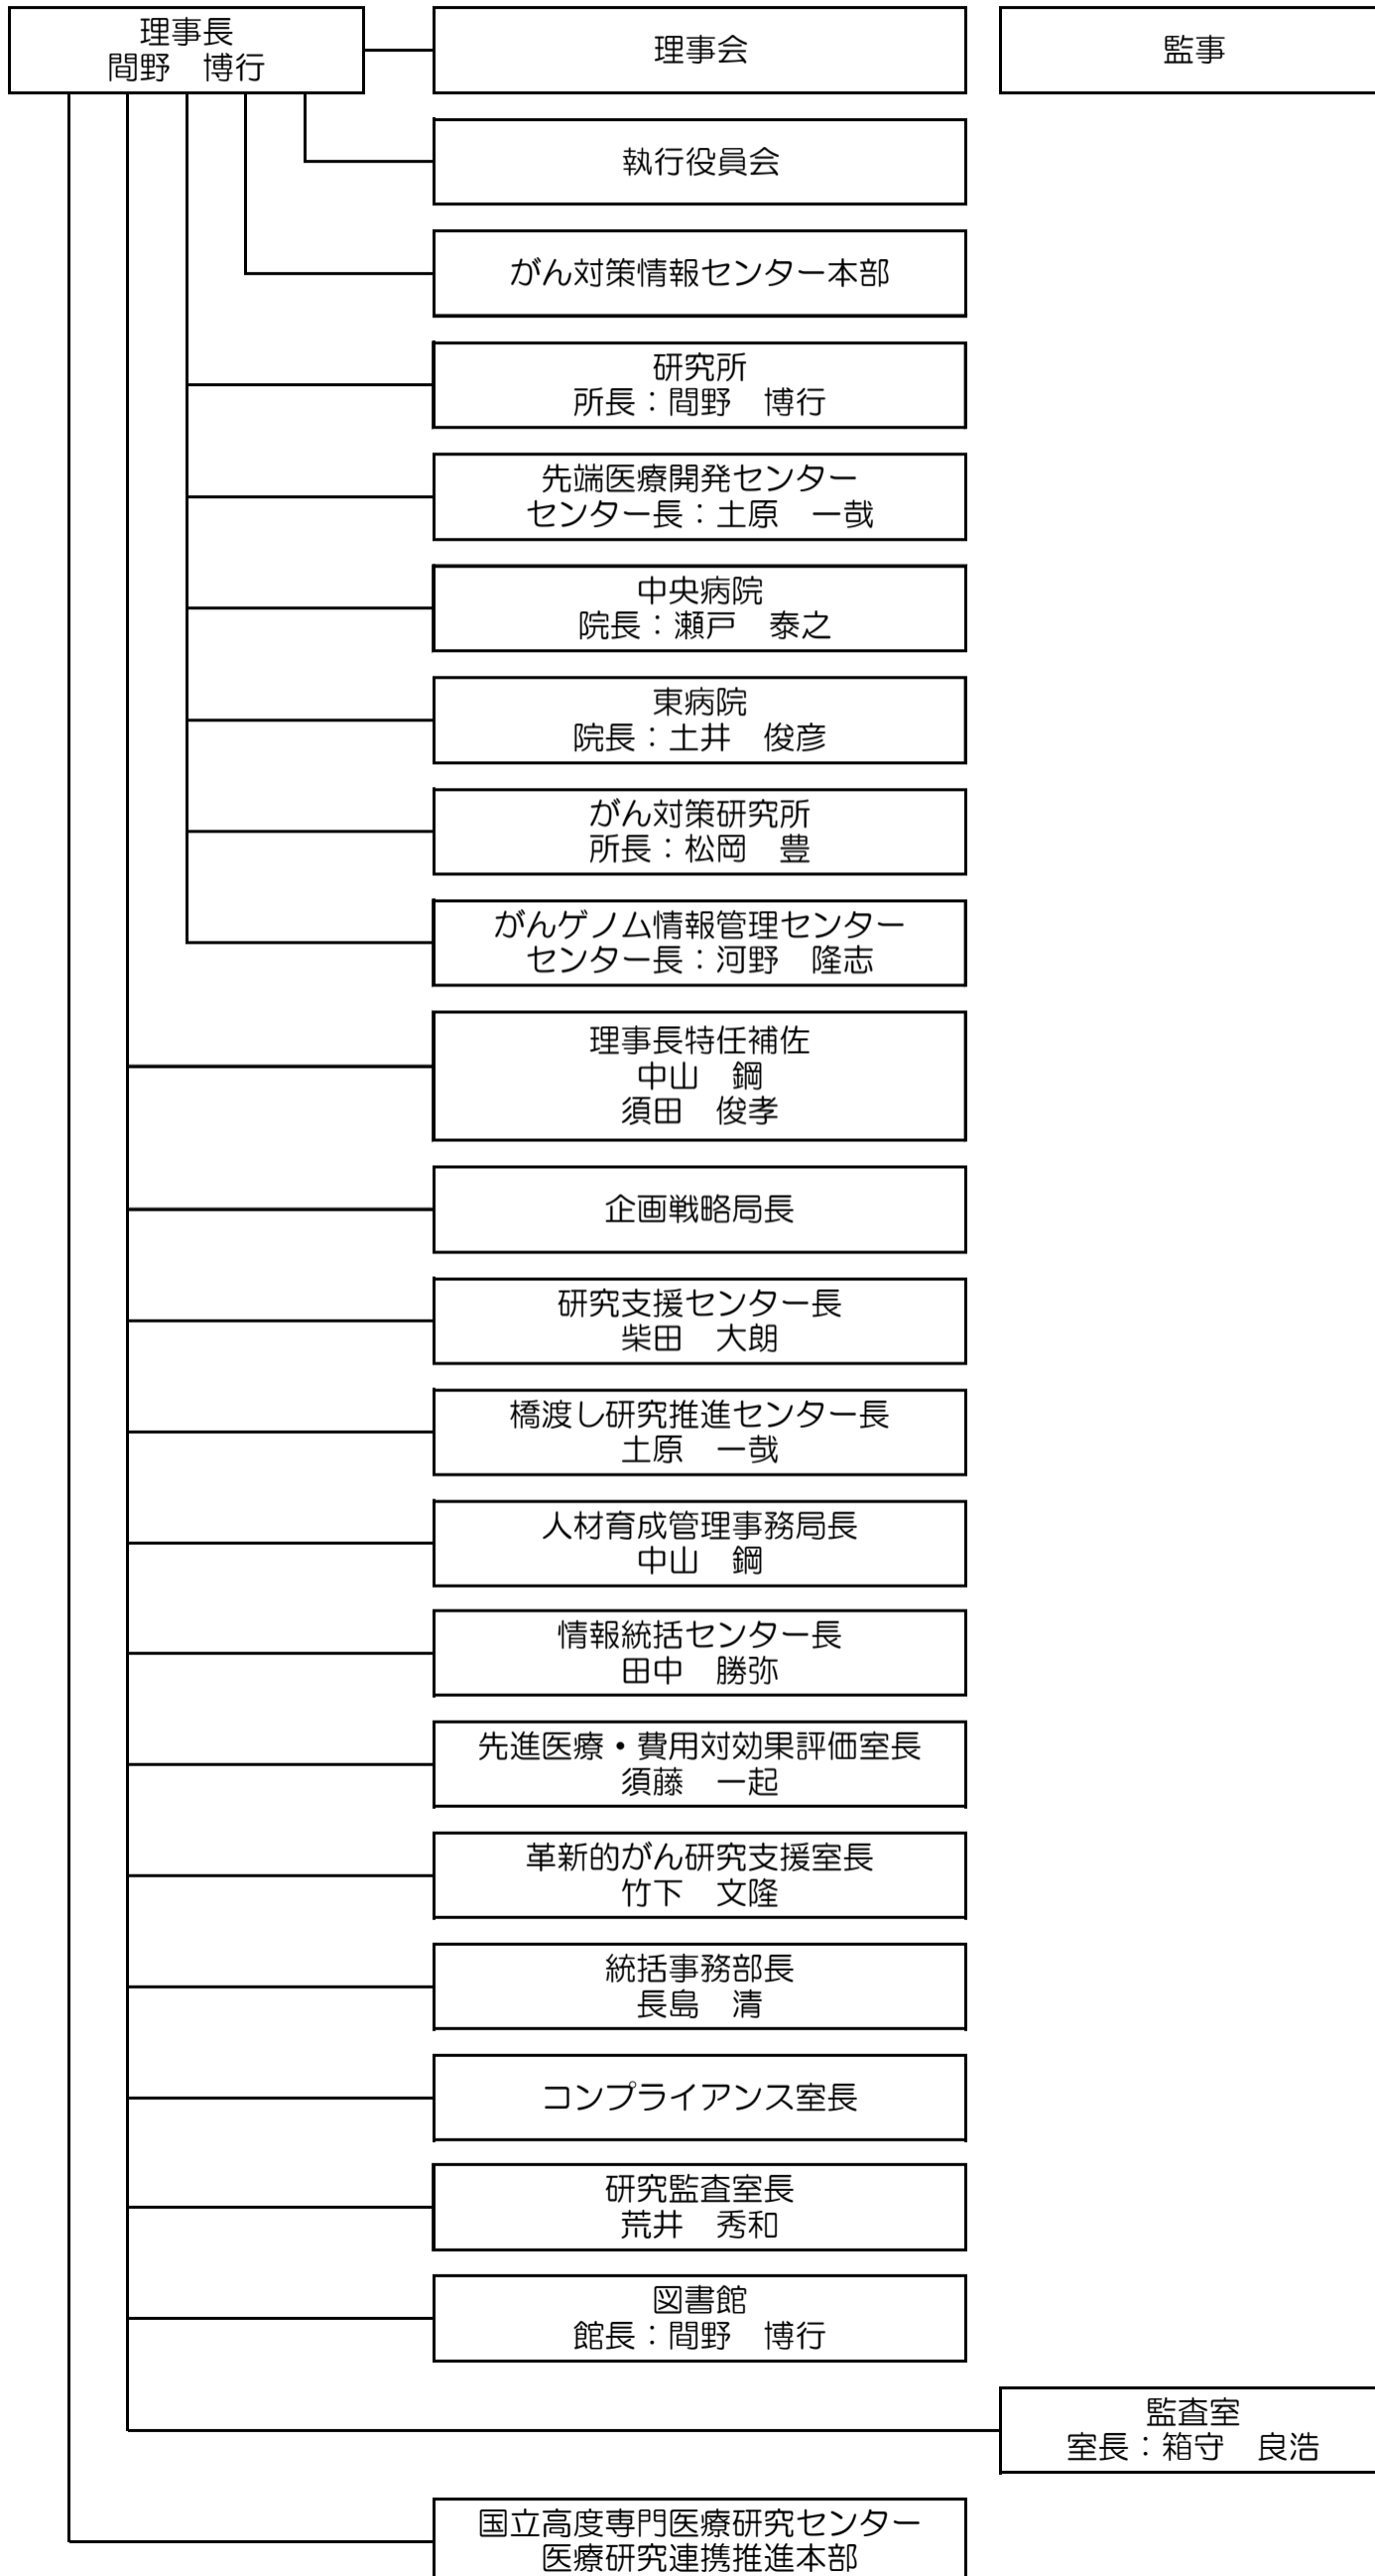 理事長
間野　博行
理事会
監事
執行役員会
がん対策情報センター本部
研究所
所長：間野　博行
先端医療開発センター
センター長：土原　一哉
中央病院
院長：瀬戸　泰之
東病院
院長：土井　俊彦
がん対策研究所
所長：松岡　豊
がんゲノム情報管理センター
センター長：河野　隆志
理事長特任補佐
中山　鋼
須田　俊孝
企画戦略局長
研究支援センター長
柴田　大朗
橋渡し研究推進センター長
土原　一哉
人材育成管理事務局長
中山　鋼
情報統括センター長
田中　勝弥
先進医療・費用対効果評価室長
須藤　一起
革新的がん研究支援室長
竹下　文隆
統括事務部長
長島　清
コンプライアンス室長
研究監査室長
荒井　秀和
図書館
館長：間野　博行
監査室
室長：箱守　良浩
国立高度専門医療研究センター
医療研究連携推進本部